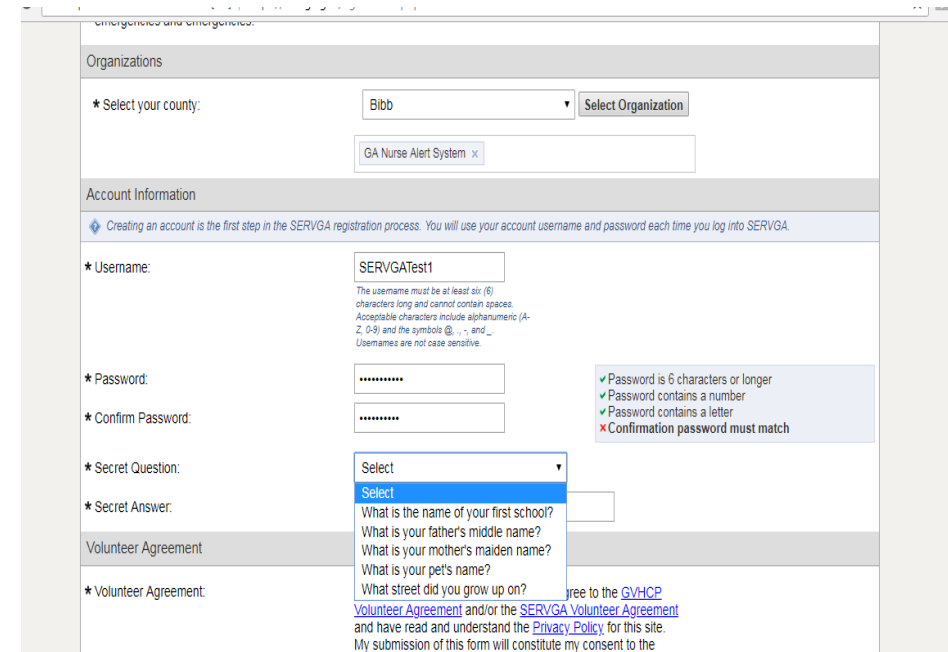 emergencies and emergencies.
Organizations
* Select your county:
Bibb
Select Organization
GA Nurse Alert System x
Account Information
Creating an account is the first step in the SERVGA registration process. You will use your account username and password each time you log into SERVGA.
* Username:
SERVGATest1
The username must be at least six (6)
characters long and cannot contain spaces.
Acceptable characters include alphanumeric (A-
Z, 0-9) and the symbols @, ., -, and _.
Usernames are not case sensitive.
* Password:
•••••••••••
Password is 6 characters or longer
Password contains a number
Password contains a letter
Confirmation password must match
* Confirm Password:
••••••••••
* Secret Question:
Select
* Secret Answer:
Select
What is the name of your first school?
What is your father's middle name?
What is your mother's maiden name?
What is your pet's name?
What street did you grow up on?
Volunteer Agreement
* Volunteer Agreement:
to the GVHCP
Volunteer Agreement and/or the SERVGA Volunteer Agreement
and have read and understand the Privacy Policy for this site.
My submission of this form will constitute my consent to the